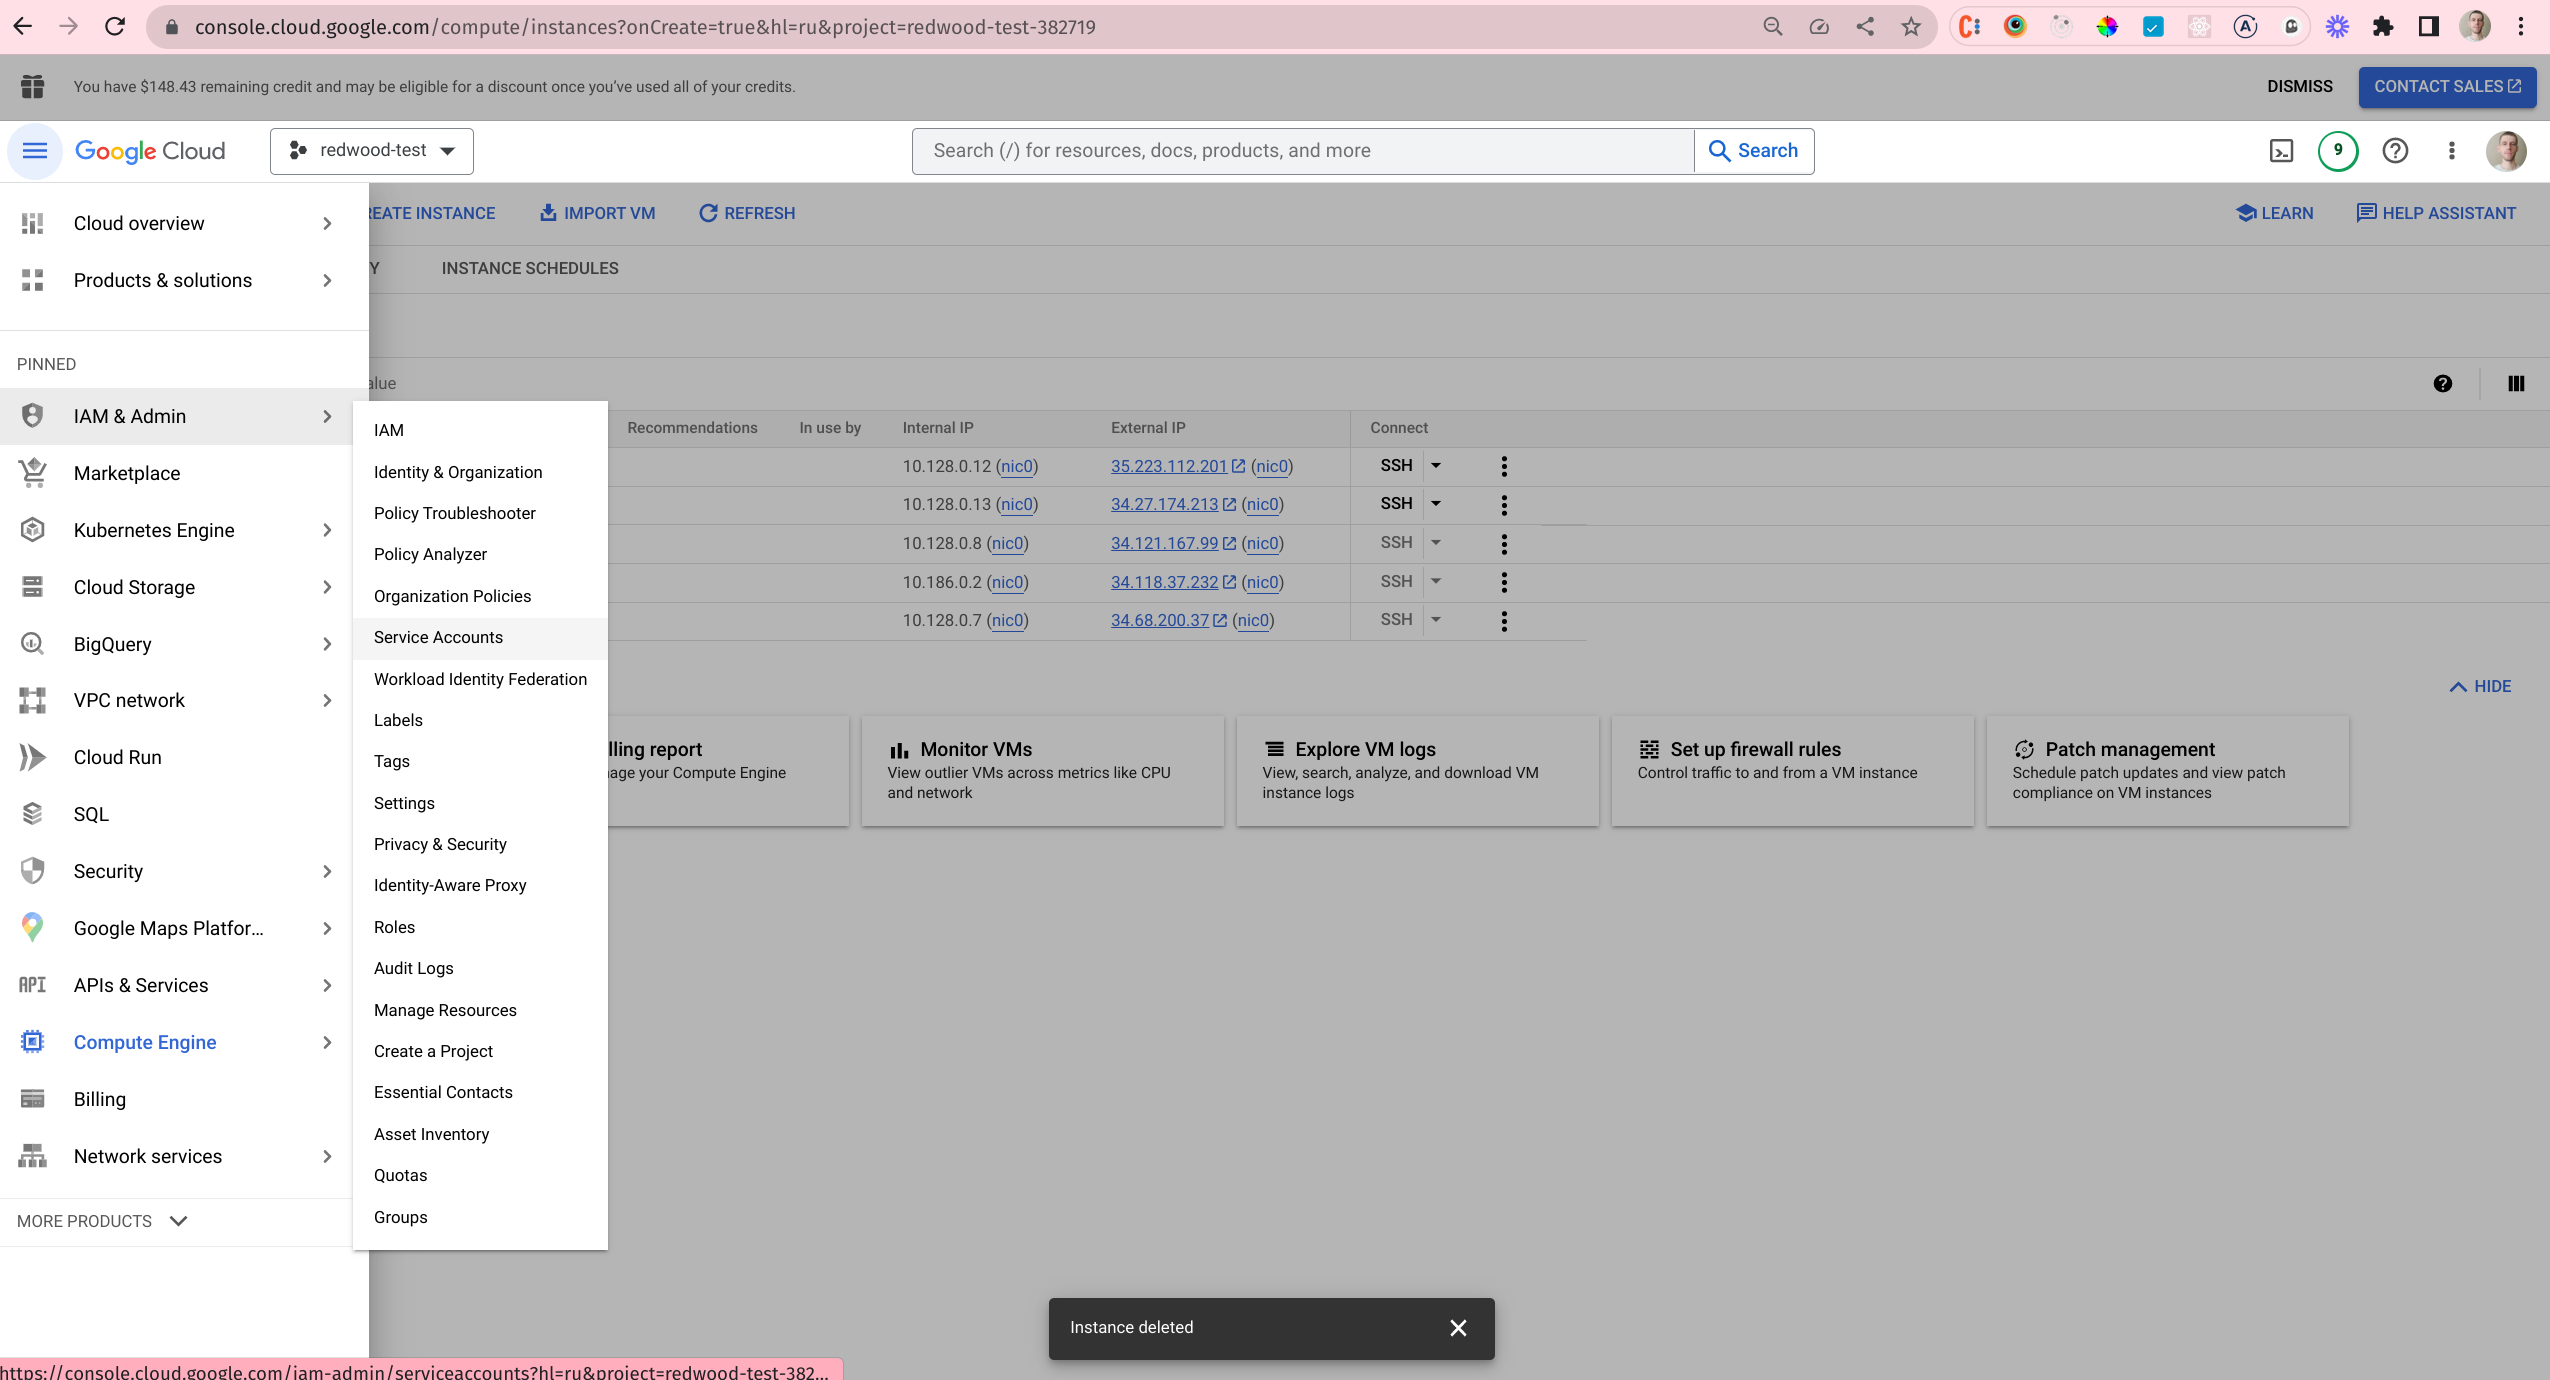 console.cloud.google.com/compute/instances?onCreate=true&hl=ru&project=redwood-test-382719
You have $148.43 remaining credit and may be eligible for a discount once you've used all of your credits.
DISMISS
CONTACT SALES
Google Cloud
redwood-test
Search (/) for resources, docs, products, and more
Search
9
Cloud overview
Products & solutions
PINNED
IAM & Admin
Marketplace
Kubernetes Engine
Cloud Storage
BigQuery
VPC network
Cloud Run
SQL
Security
Google Maps Platfor...
API APIs & Services
Compute Engine
Billing
Network services
MORE PRODUCTS
IAM
Identity & Organization
Policy Troubleshooter
Policy Analyzer
Organization Policies
Service Accounts
Workload Identity Federation
Labels
Tags
Settings
Privacy & Security
Identity-Aware Proxy
Roles
Audit Logs
Manage Resources
Create a Project
Essential Contacts
Asset Inventory
Quotas
Groups
REATE INSTANCE
IMPORT VM
REFRESH
LEARN
HELP ASSISTANT
Y
INSTANCE SCHEDULES
alue
Recommendations In use by Internal IP External IP Connect
10.128.0.12 (nic0) 35.223.112.201 (nic0) SSH
10.128.0.13 (nic0) 34.27.174.213 (nic0) SSH
10.128.0.8 (nic0) 34.121.167.99 (nic0) SSH
10.186.0.2 (nic0) 34.118.37.232 (nic0) SSH
10.128.0.7 (nic0) 34.68.200.37 (nic0) SSH
HIDE
lling report
nage your Compute Engine
Monitor VMs
View outlier VMs across metrics like CPU
and network
Explore VM logs
View, search, analyze, and download VM
instance logs
Set up firewall rules
Control traffic to and from a VM instance
Patch management
Schedule patch updates and view patch
compliance on VM instances
Instance deleted
https://console.cloud.google.com/iam-admin/serviceaccounts?hl=ru&project=redwood-test-382...